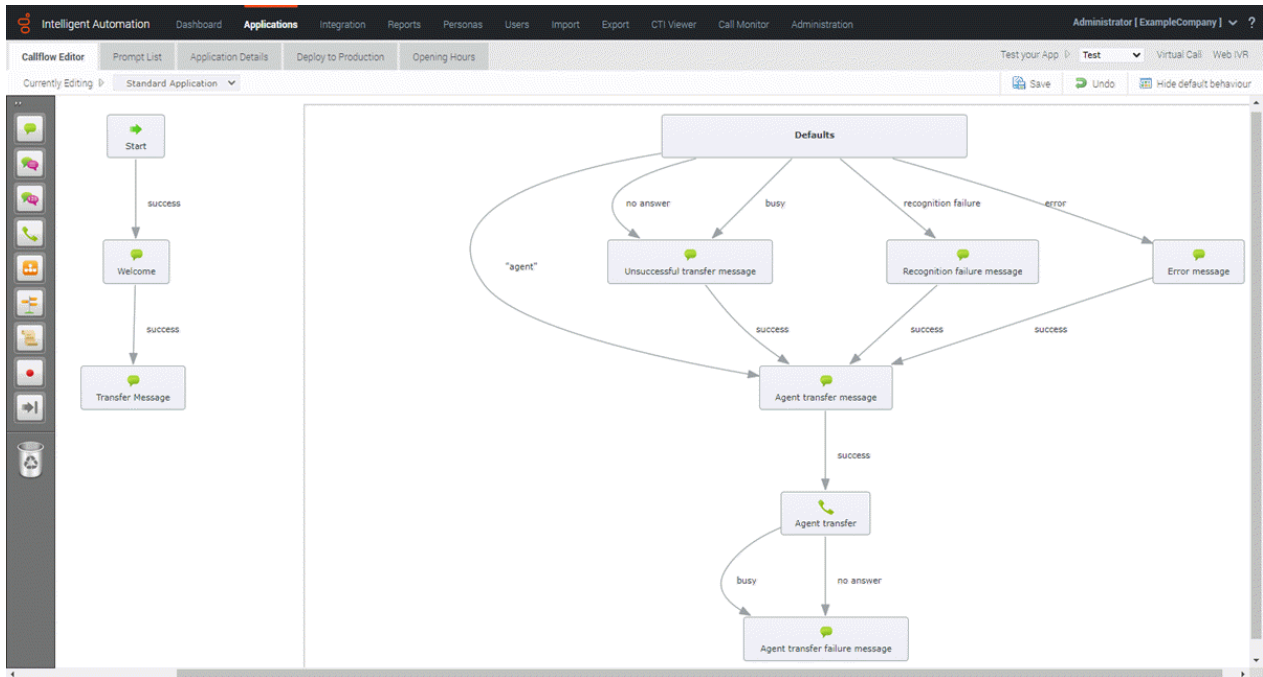 Intelligent Automation Dashboard Applications Integration Reports Personas Users Import Export CTI Viewer Call Monitor Administration Administrator [ ExampleCompany ] ?
Callflow Editor Prompt List Application Details Deploy to Production Opening Hours Test your App Test Virtual Call Web IVR
Currently Editing Standard Application Save Undo Hide default behaviour
Start
success
Welcome
success
Transfer Message
Defaults
no answer busy recognition failure error
"agent"
Unsuccessful transfer message Recognition failure message Error message
success success success
Agent transfer message
success
Agent transfer
busy no answer
Agent transfer failure message